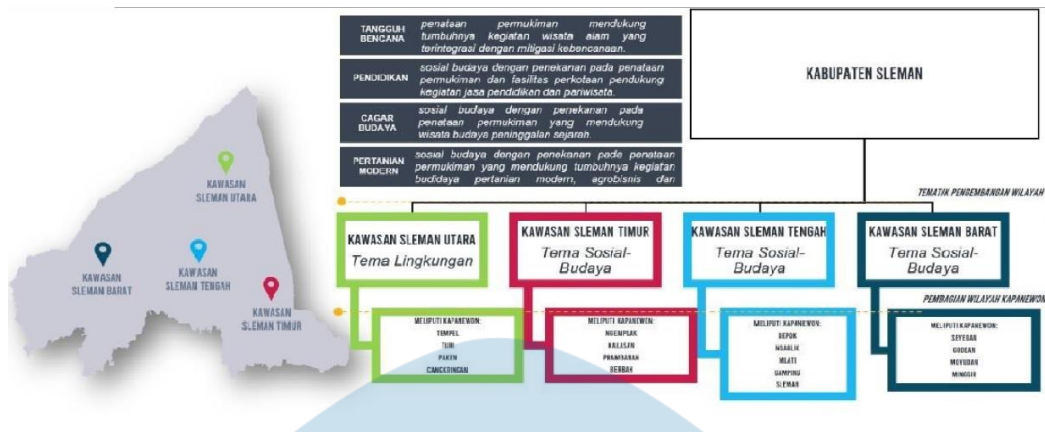 TANGGUH
BENCANA
penataan permukiman mendukung
tumbuhnya kegiatan wisata alam yang
terintegrasi dengan mitigasi kebencanaan.
PENDIDIKAN
sosial budaya dengan penekanan pada penataan
permukiman dan fasilitas perkotaan pendukung
kegiatan jasa pendidikan dan pariwisata.
CAGAR
BUDAYA
sosial budaya dengan penekanan pada
penataan permukiman yang mendukung
wisata budaya peninggalan sejarah.
PERTANIAN
MODERN
sosial budaya dengan penekanan pada penataan
permukiman yang mendukung tumbuhnya kegiatan
budidaya pertanian modern, agrobisnis dan
KABUPATEN SLEMAN
KAWASAN
SLEMAN UTARA
KAWASAN
SLEMAN BARAT
KAWASAN
SLEMAN TENGAH
KAWASAN
SLEMAN TIMUR
TEMATIK PENGEMBANGAN WILAYAH
KAWASAN SLEMAN UTARA
Tema Lingkungan
KAWASAN SLEMAN TIMUR
Tema Sosial-
Budaya
KAWASAN SLEMAN TENGAH
Tema Sosial-
Budaya
KAWASAN SLEMAN BARAT
Tema Sosial-
Budaya
PEMBAGIAN WILAYAH KAPANEWON
MELIPUTI KAPANEWON:
TEMPEL
TURI
PAKEM
CANGKRINGAN
MELIPUTI KAPANEWON:
NGEMPLAK
KALASAN
PRAMBANAN
BERBAH
MELIPUTI KAPANEWON:
DEPOK
NGAGLIK
MLATI
GAMPING
SLEMAN
MELIPUTI KAPANEWON:
SEYEGAN
GODEAN
MOYUDAN
MINGGIR